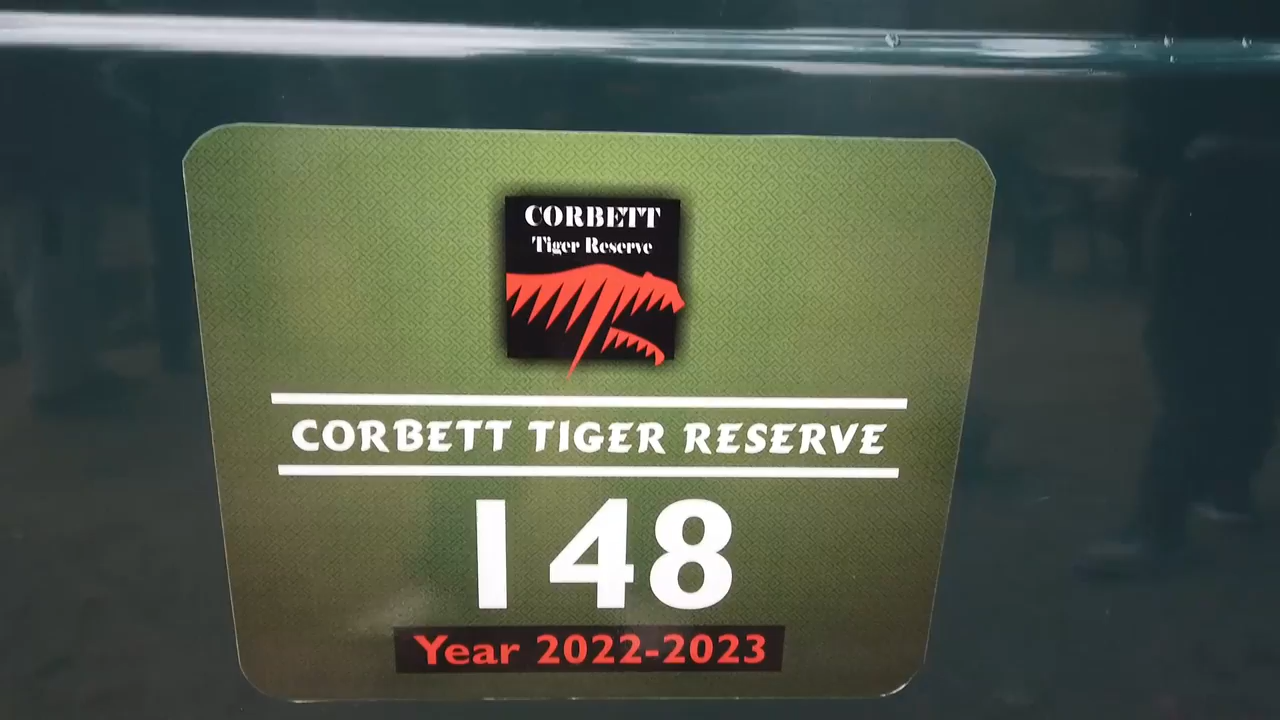 CORBETT
Tiger Reserve
CORBETT TIGER RESERVE
148
Year 2022-2023